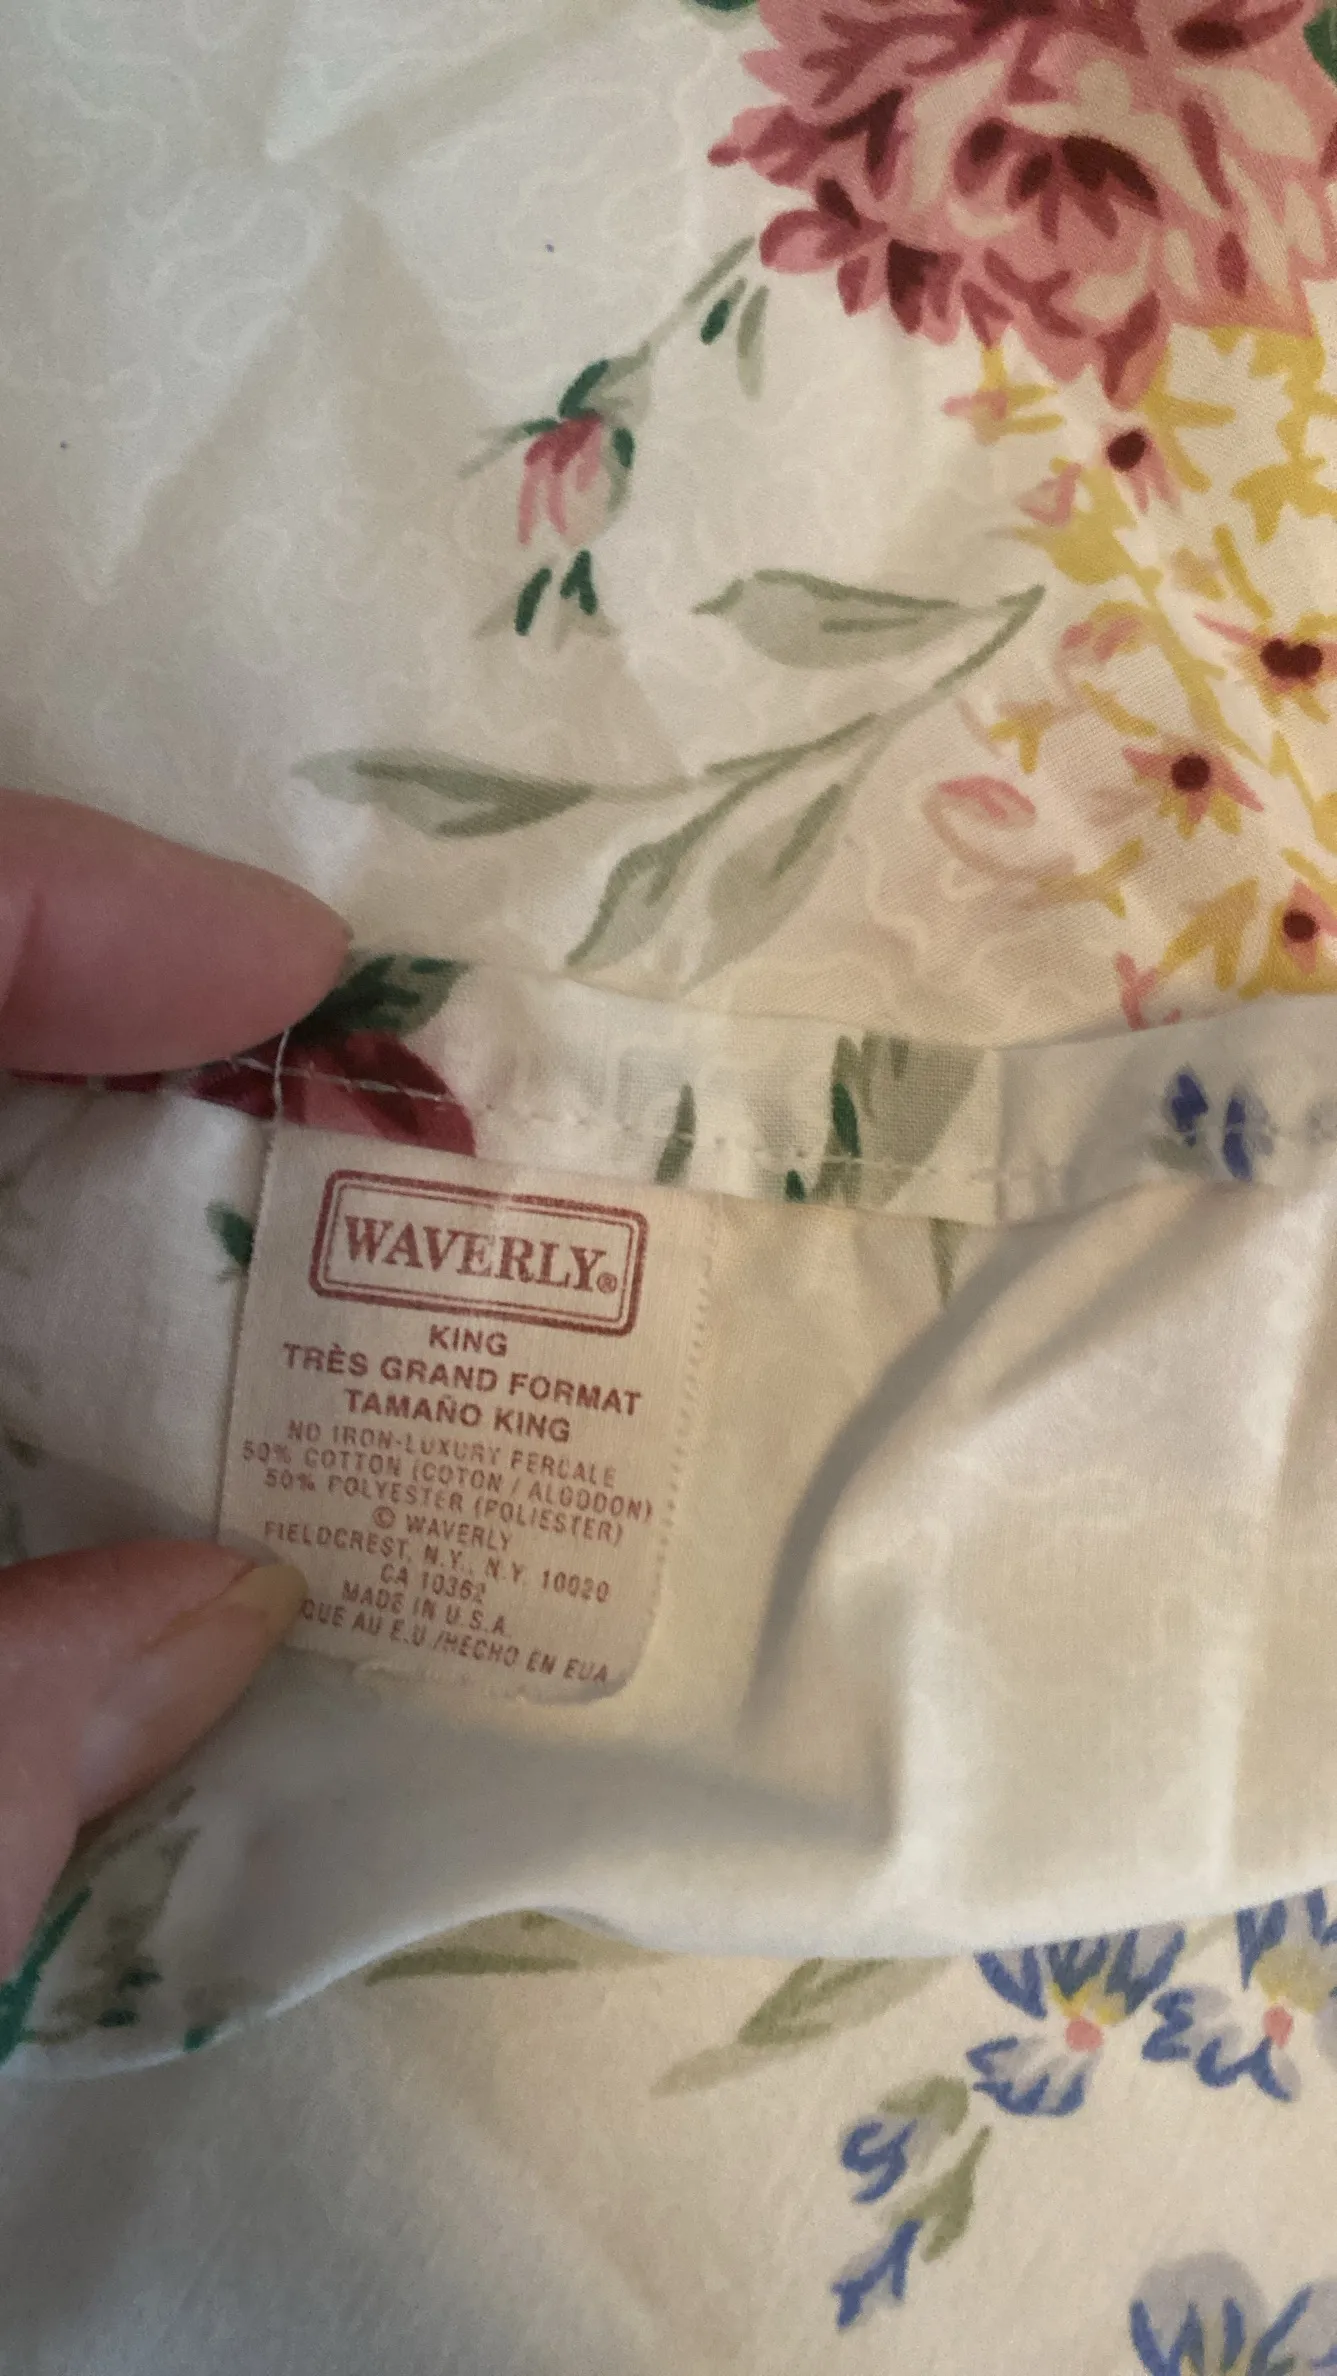 WAVERLY®
KING
TRÈS GRAND FORMAT
TAMAÑO KING
NO IRON-LUXURY PERCALE
50% COTTON (COTON / ALGODON)
50% POLYESTER (POLIESTER)
© WAVERLY
FIELDCREST, N.Y., N.Y. 10020
CA 10362
MADE IN U.S.A.
QUE AU E.U./HECHO EN EUA